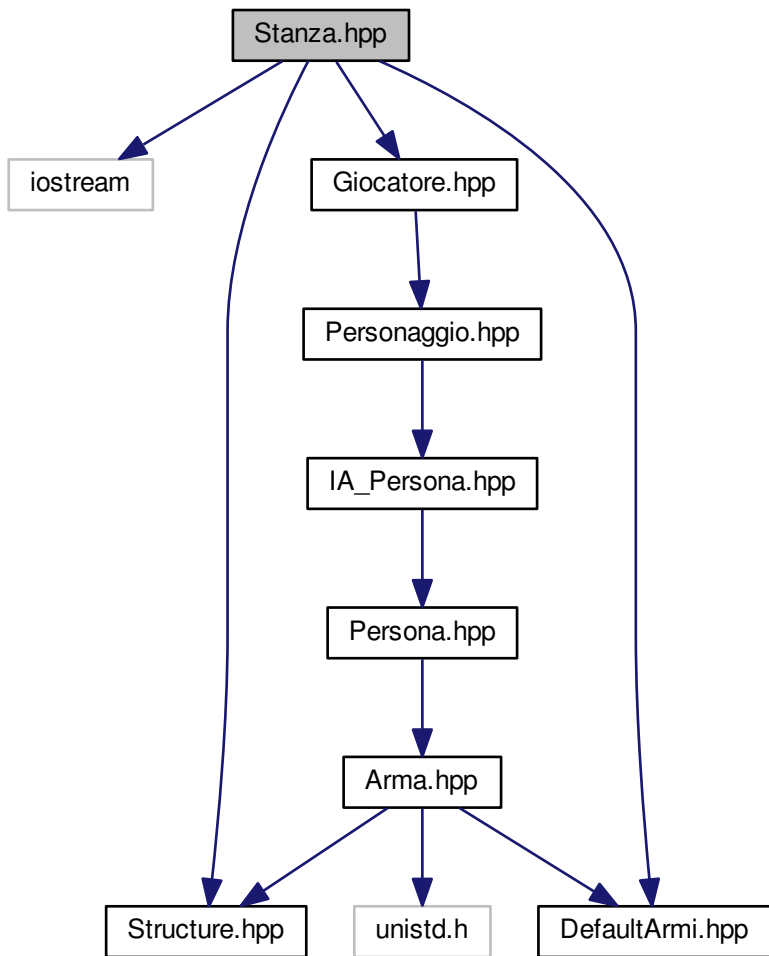 Stanza.hpp
iostream
Giocatore.hpp
Personaggio.hpp
IA_Persona.hpp
Persona.hpp
Arma.hpp
Structure.hpp
unistd.h
DefaultArmi.hpp